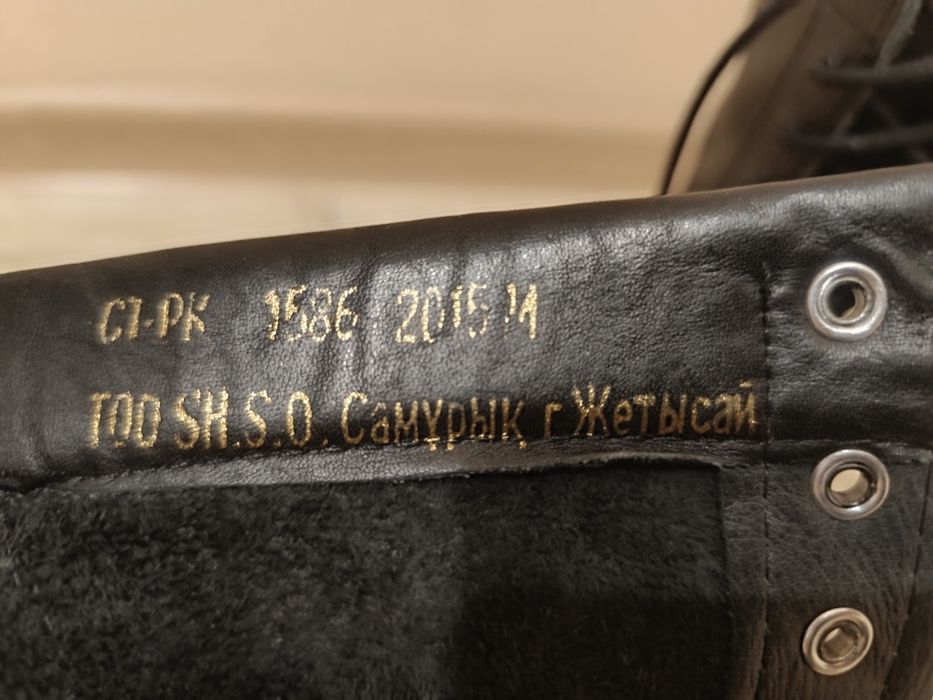 СТ-РК 1586 2015 М
ТОО SH.S.O. Самұрық г Жетысай